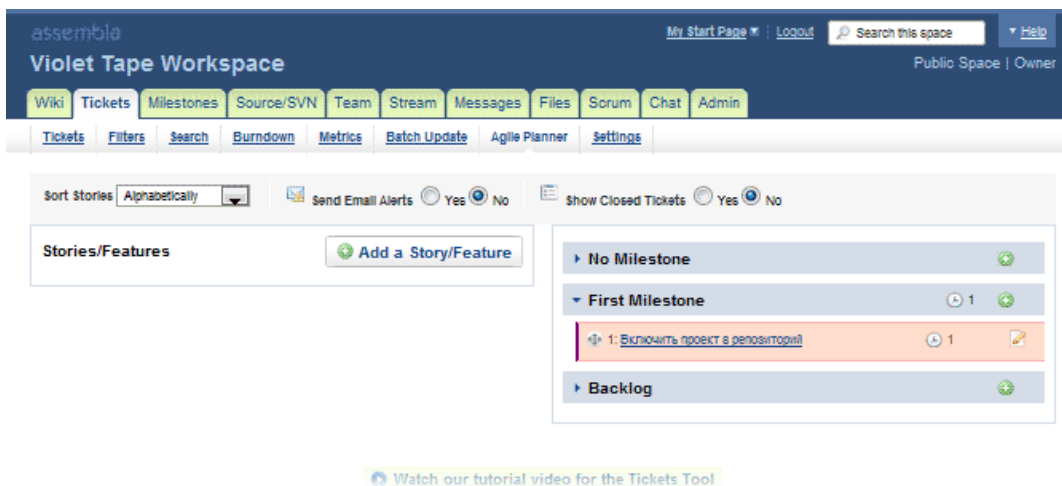 assembla
My Start Page | Logout Search this space Help
Violet Tape Workspace Public Space | Owner
Wiki Tickets Milestones Source/SVN Team Stream Messages Files Scrum Chat Admin
Tickets Filters Search Burndown Metrics Batch Update Agile Planner Settings
Sort Stories Alphabetically Send Email Alerts Yes No Show Closed Tickets Yes No
Stories/Features Add a Story/Feature
No Milestone
First Milestone 1
1: Включить проект в репозиторий 1
Backlog
Watch our tutorial video for the Tickets Tool